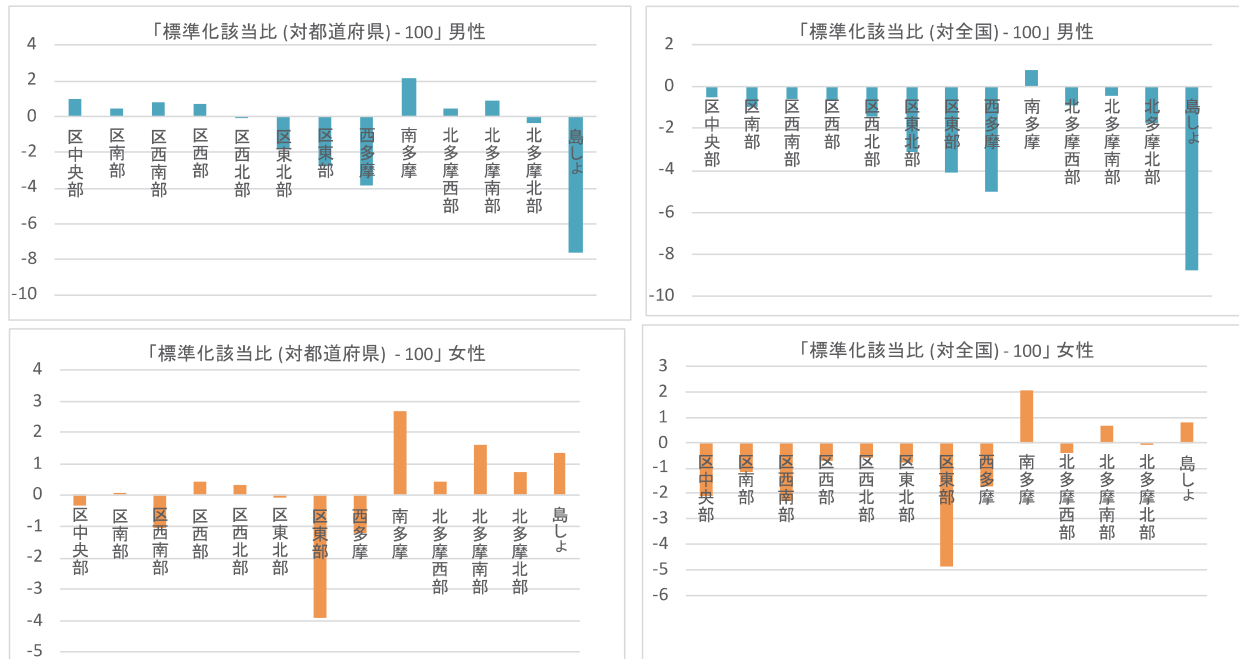 「標準化該当比 (対都道府県) - 100」 男性
4
2
0
-2
-4
-6
-8
-10
区中央部
区南部
区西南部
区西部
区西北部
区東北部
区東部
西多摩
南多摩
北多摩西部
北多摩南部
北多摩北部
島しょ
「標準化該当比 (対全国) - 100」 男性
2
0
-2
-4
-6
-8
-10
区中央部
区南部
区西南部
区西部
区西北部
区東北部
区東部
西多摩
南多摩
北多摩西部
北多摩南部
北多摩北部
島しょ
「標準化該当比 (対都道府県) - 100」 女性
4
3
2
1
0
-1
-2
-3
-4
-5
区中央部
区南部
区西南部
区西部
区西北部
区東北部
区東部
西多摩
南多摩
北多摩西部
北多摩南部
北多摩北部
島しょ
「標準化該当比 (対全国) - 100」 女性
3
2
1
0
-1
-2
-3
-4
-5
-6
区中央部
区南部
区西南部
区西部
区西北部
区東北部
区東部
西多摩
南多摩
北多摩西部
北多摩南部
北多摩北部
島しょ